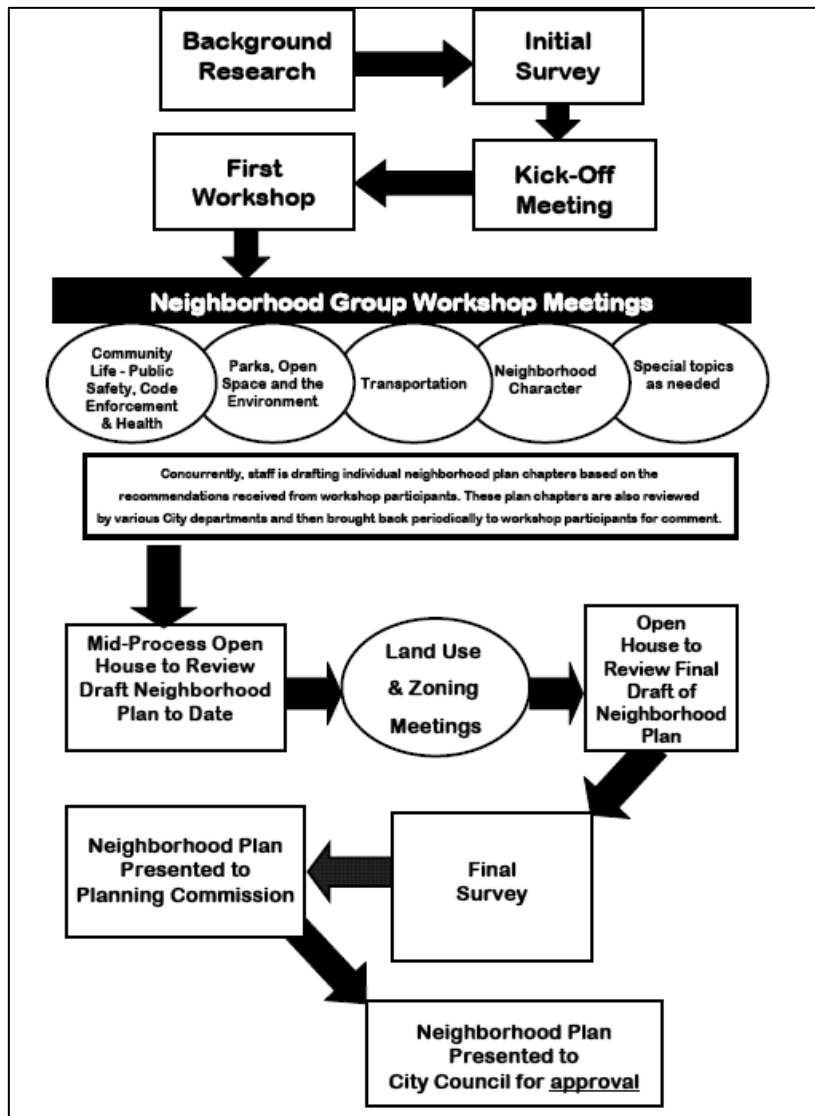 Background
Research
Initial
Survey
First
Workshop
Kick-Off
Meeting
Neighborhood Group Workshop Meetings
Community
Life - Public
Safety, Code
Enforcement
& Health
Parks, Open
Space and the
Environment
Transportation
Neighborhood
Character
Special topics
as needed
Concurrently, staff is drafting individual neighborhood plan chapters based on the
recommendations received from workshop participants. These plan chapters are also reviewed
by various City departments and then brought back periodically to workshop participants for comment.
Mid-Process Open
House to Review
Draft Neighborhood
Plan to Date
Land Use
& Zoning
Meetings
Open
House to
Review Final
Draft of
Neighborhood
Plan
Neighborhood Plan
Presented to
Planning Commission
Final
Survey
Neighborhood Plan
Presented to
City Council for approval